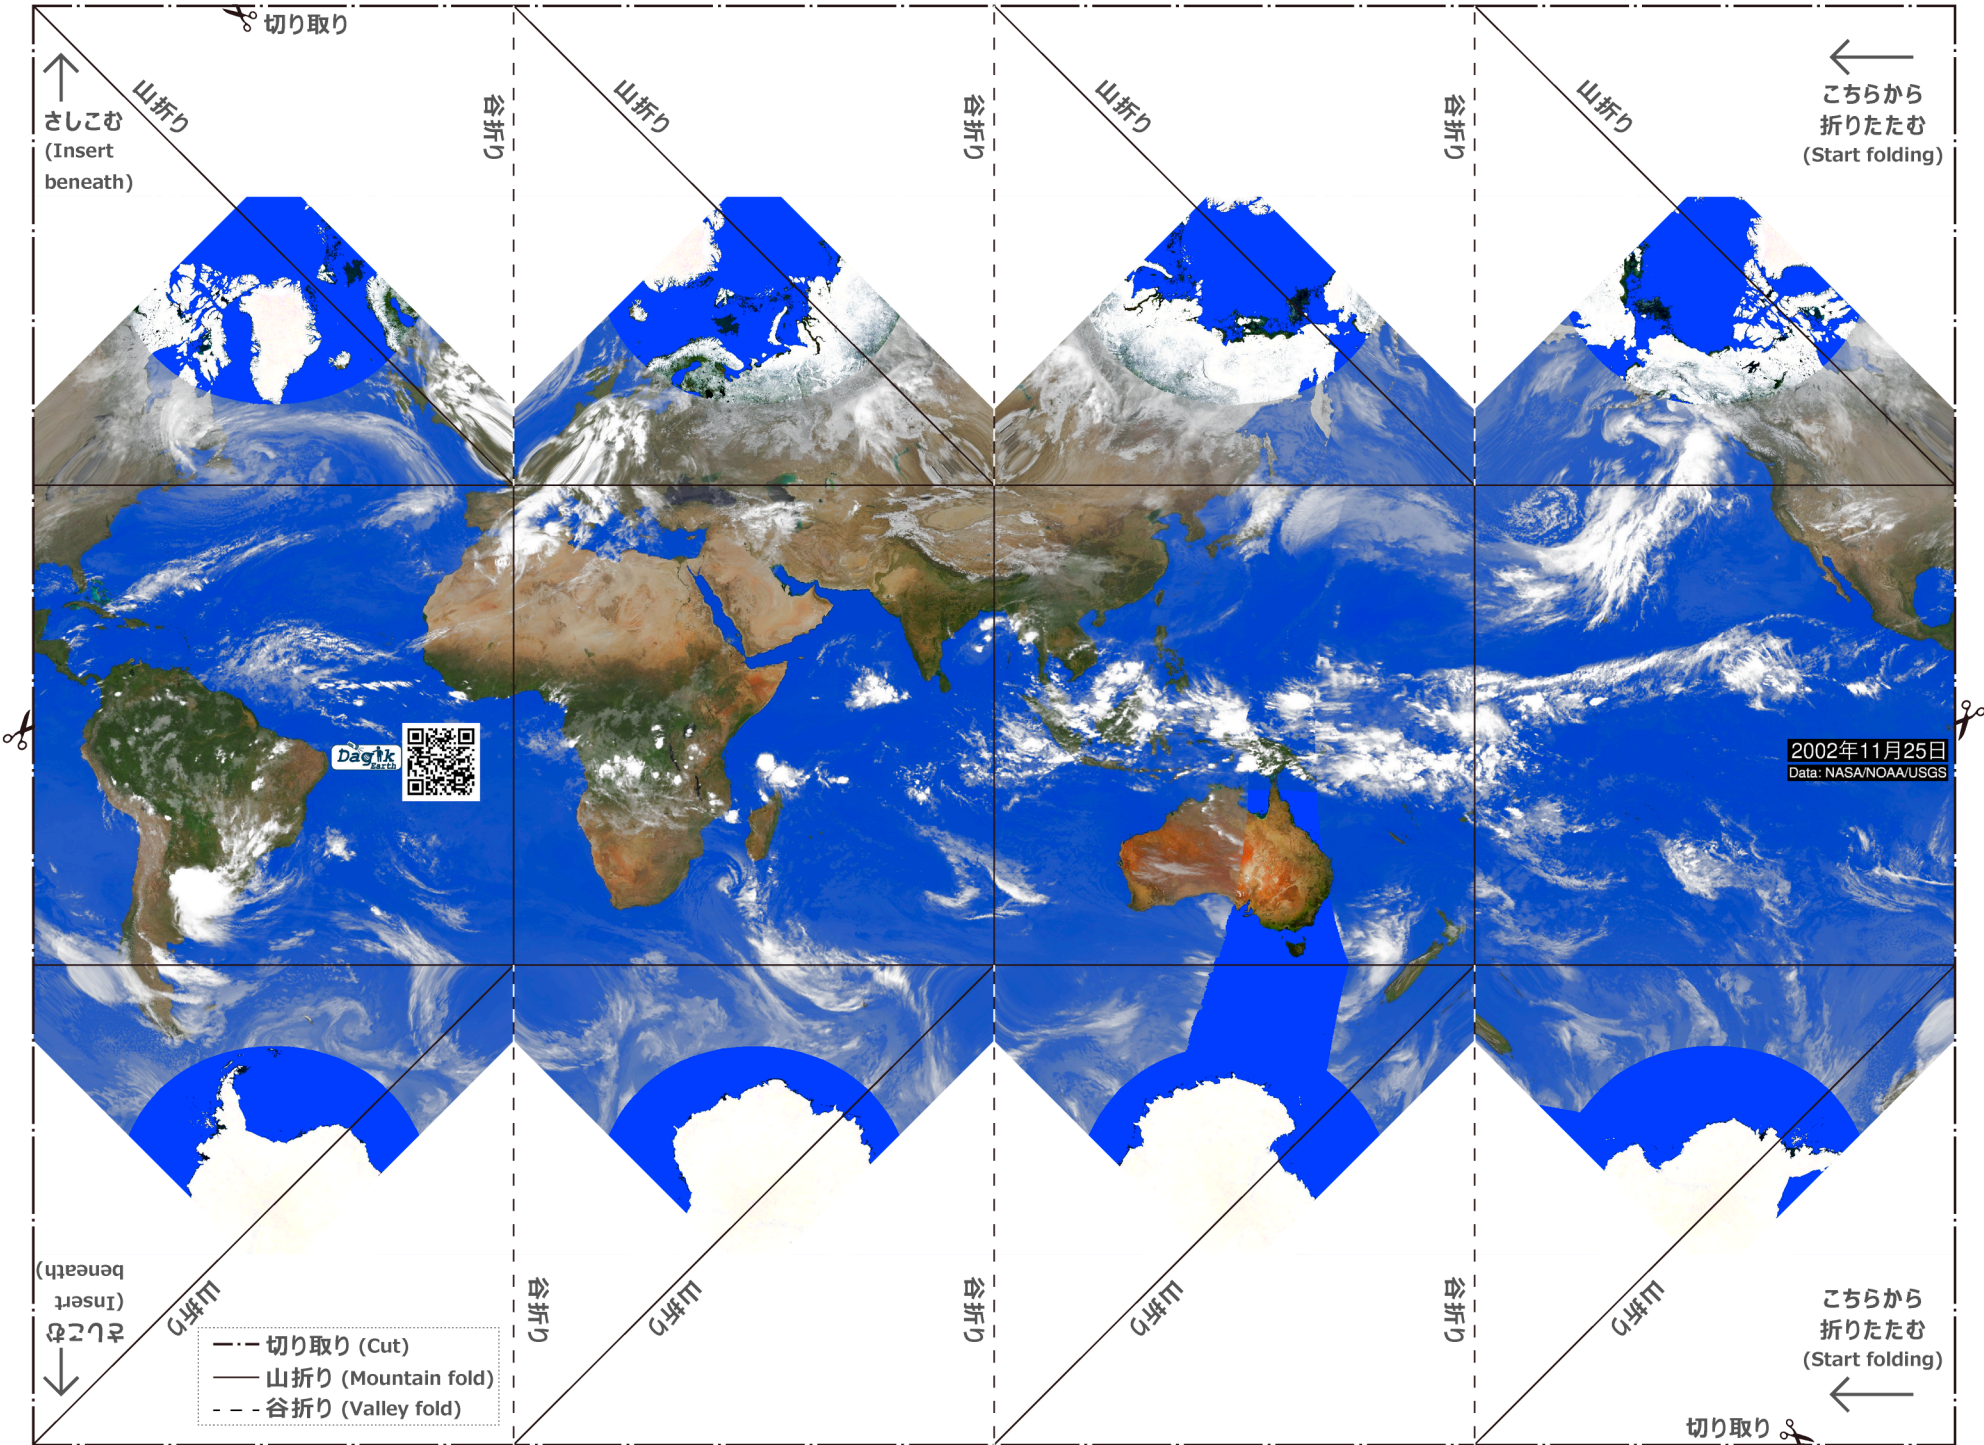 切り取り
さしこむ
(Insert
beneath)
山折り
谷折り
山折り
谷折り
山折り
谷折り
山折り
こちらから
折りたたむ
(Start folding)
Dagik
Earth
2002年11月25日
Data: NASA/NOAA/USGS
さしこむ
(Insert
beneath)
山折り
谷折り
山折り
谷折り
山折り
谷折り
山折り
こちらから
折りたたむ
(Start folding)
切り取り (Cut)
山折り (Mountain fold)
谷折り (Valley fold)
切り取り